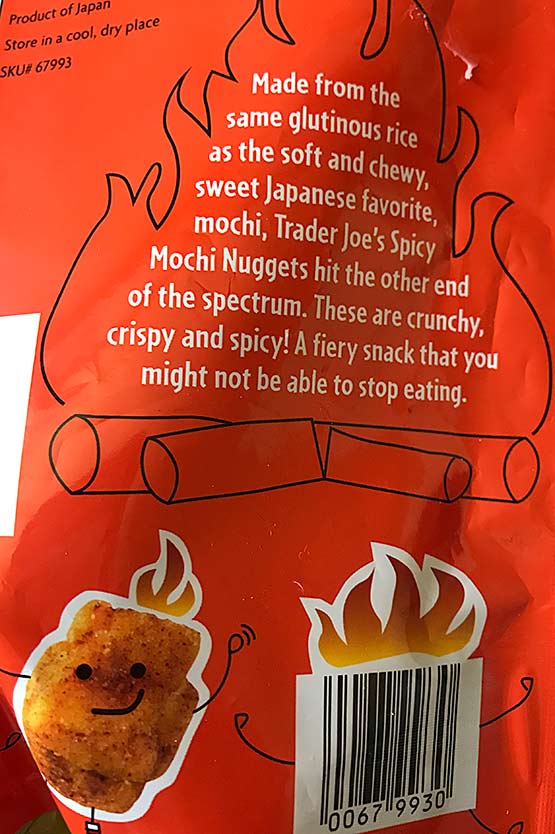 Product of Japan
Store in a cool, dry place
SKU# 67993
Made from the
same glutinous rice
as the soft and chewy,
sweet Japanese favorite,
mochi, Trader Joe's Spicy
Mochi Nuggets hit the other end
of the spectrum. These are crunchy,
crispy and spicy! A fiery snack that you
might not be able to stop eating.
0067 9930